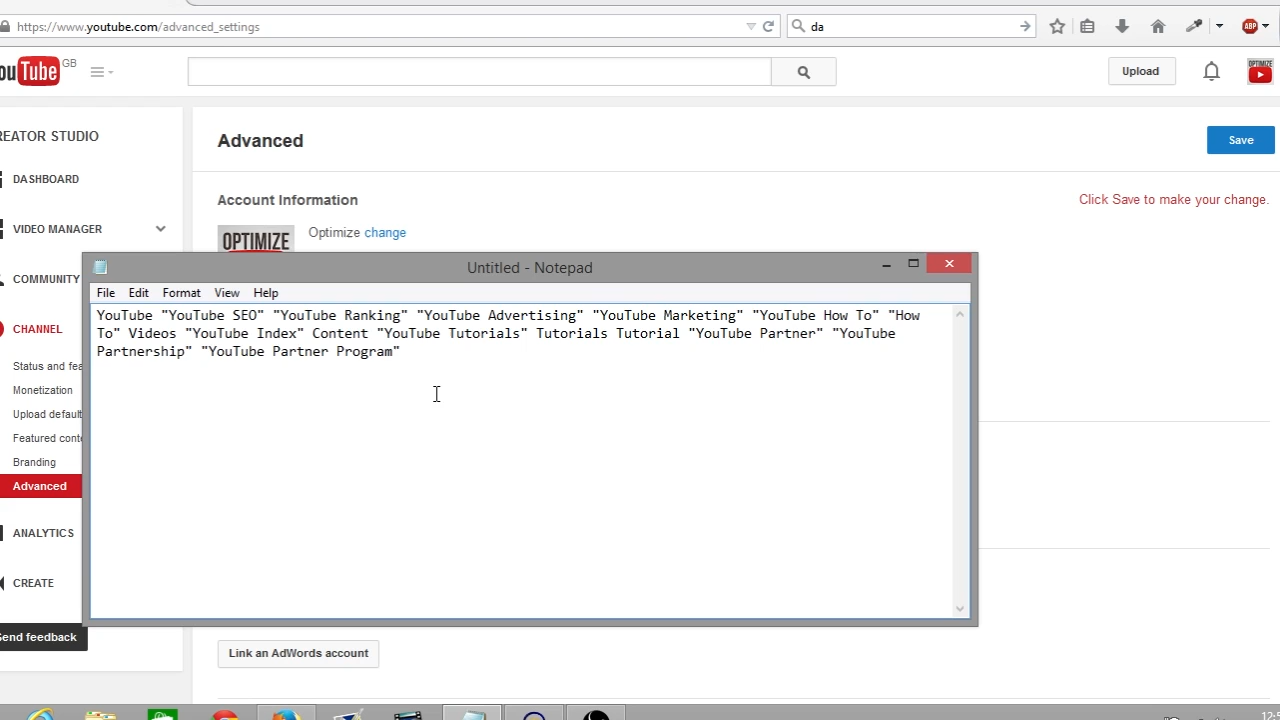 https://www.youtube.com/advanced_settings
da
ABP
ouTube GB
Upload
OPTIMIZE
REATOR STUDIO
DASHBOARD
VIDEO MANAGER
COMMUNITY
CHANNEL
Status and fea
Monetization
Upload default
Featured conte
Branding
Advanced
ANALYTICS
CREATE
Send feedback
Advanced
Save
Account Information
Click Save to make your change.
OPTIMIZE
Optimize change
Untitled - Notepad
File Edit Format View Help
YouTube "YouTube SEO" "YouTube Ranking" "YouTube Advertising" "YouTube Marketing" "YouTube How To" "How
To" Videos "YouTube Index" Content "YouTube Tutorials" Tutorials Tutorial "YouTube Partner" "YouTube
Partnership" "YouTube Partner Program"
Link an AdWords account